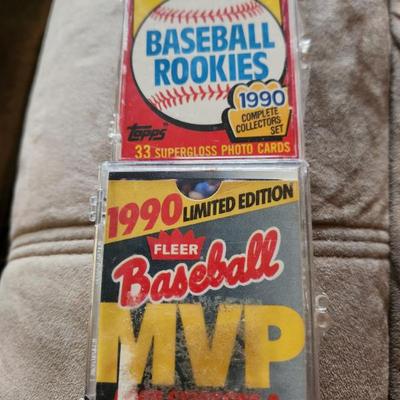 BASEBALL
ROOKIES
1990
COMPLETE
COLLECTORS
SET
Topps
33 SUPERGLOSS PHOTO CARDS
1990 LIMITED EDITION
FLEER
Baseball
MVP